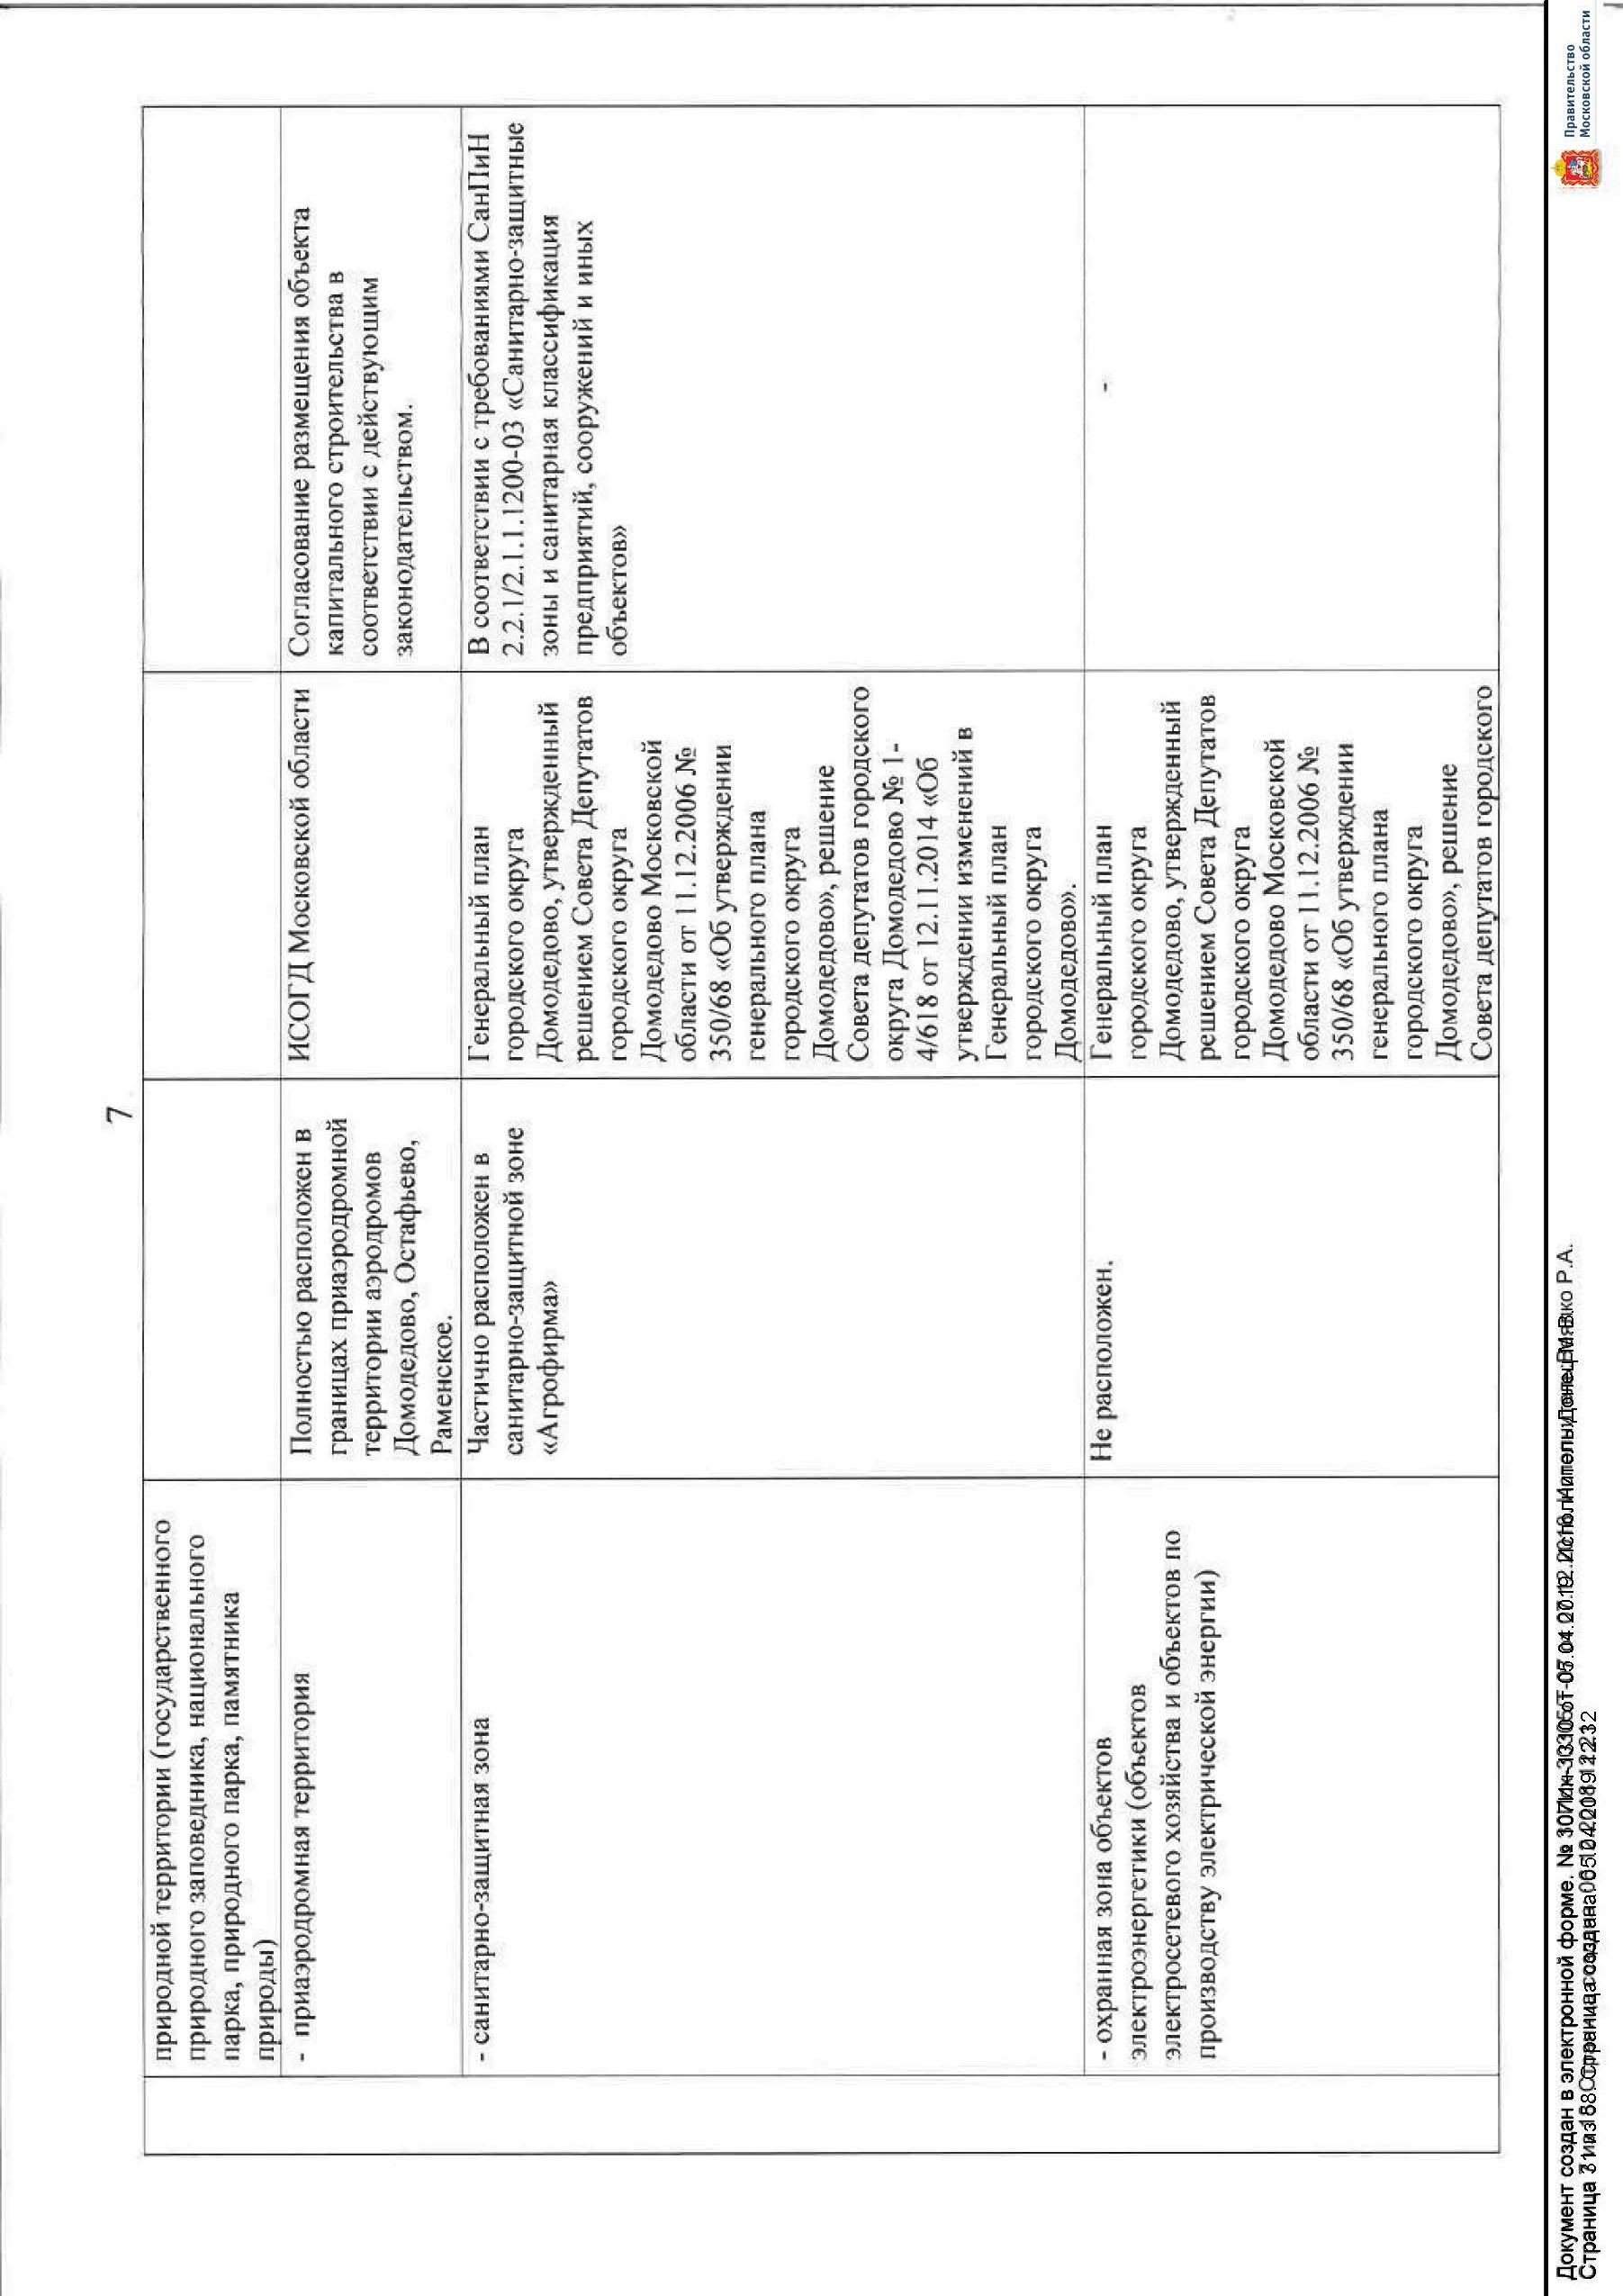 7
природной территории (государственного
природного заповедника, национального
парка, природного парка, памятника
природы)
- приаэродромная территория
Полностью расположен в
границах приаэродромной
территории аэродромов
Домодедово, Остафьево,
Раменское.
ИСОГД Московской области
Согласование размещения объекта
капитального строительства в
соответствии с действующим
законодательством.
- санитарно-защитная зона
Частично расположен в
санитарно-защитной зоне
«Агрофирма»
Генеральный план
городского округа
Домодедово, утвержденный
решением Совета Депутатов
городского округа
Домодедово Московской
области от 11.12.2006 №
350/68 «Об утверждении
генерального плана
городского округа
Домодедово», решение
Совета депутатов городского
округа Домодедово № 1-
4/618 от 12.11.2014 «Об
утверждении изменений в
Генеральный план
городского округа
Домодедово».
В соответствии с требованиями СанПиН
2.2.1/2.1.1.1200-03 «Санитарно-защитные
зоны и санитарная классификация
предприятий, сооружений и иных
объектов»
- охранная зона объектов
электроэнергетики (объектов
электросетевого хозяйства и объектов по
производству электрической энергии)
Не расположен.
Генеральный план
городского округа
Домодедово, утвержденный
решением Совета Депутатов
городского округа
Домодедово Московской
области от 11.12.2006 №
350/68 «Об утверждении
генерального плана
городского округа
Домодедово», решение
Совета депутатов городского
-
Документ создан в электронной форме. №
Страница
Правительство
Московской области